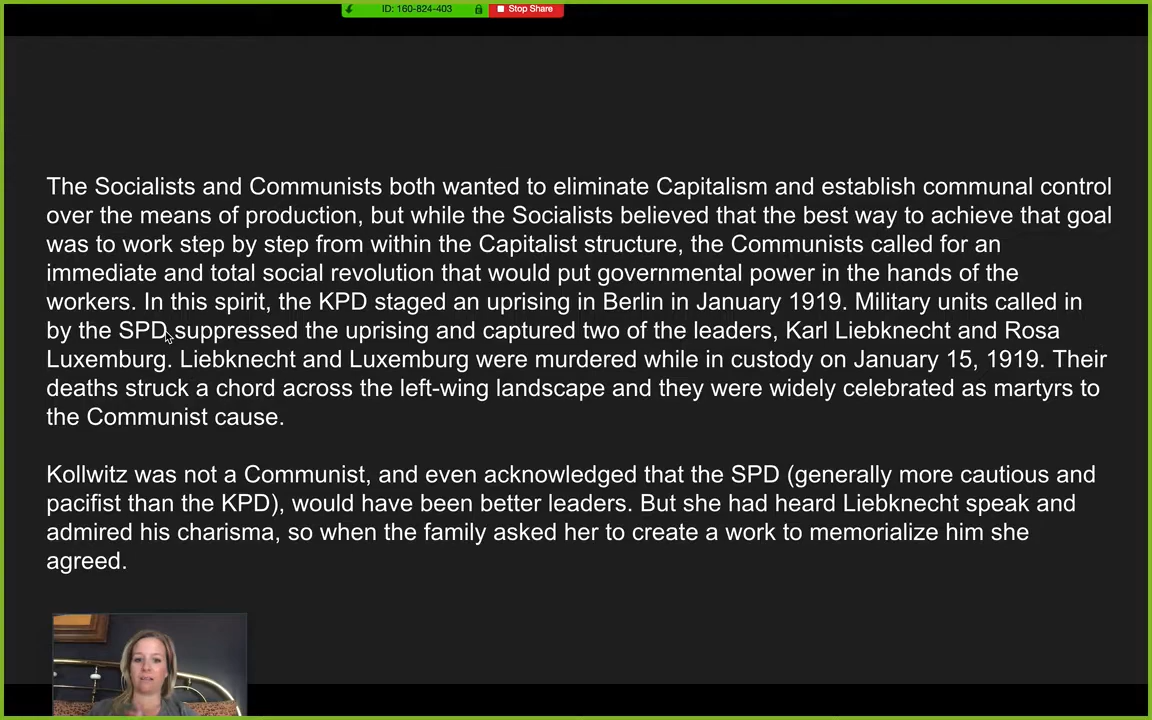 ID: 160-824-403
Stop Share
The Socialists and Communists both wanted to eliminate Capitalism and establish communal control
over the means of production, but while the Socialists believed that the best way to achieve that goal
was to work step by step from within the Capitalist structure, the Communists called for an
immediate and total social revolution that would put governmental power in the hands of the
workers. In this spirit, the KPD staged an uprising in Berlin in January 1919. Military units called in
by the SPD suppressed the uprising and captured two of the leaders, Karl Liebknecht and Rosa
Luxemburg. Liebknecht and Luxemburg were murdered while in custody on January 15, 1919. Their
deaths struck a chord across the left-wing landscape and they were widely celebrated as martyrs to
the Communist cause.
Kollwitz was not a Communist, and even acknowledged that the SPD (generally more cautious and
pacifist than the KPD), would have been better leaders. But she had heard Liebknecht speak and
admired his charisma, so when the family asked her to create a work to memorialize him she
agreed.